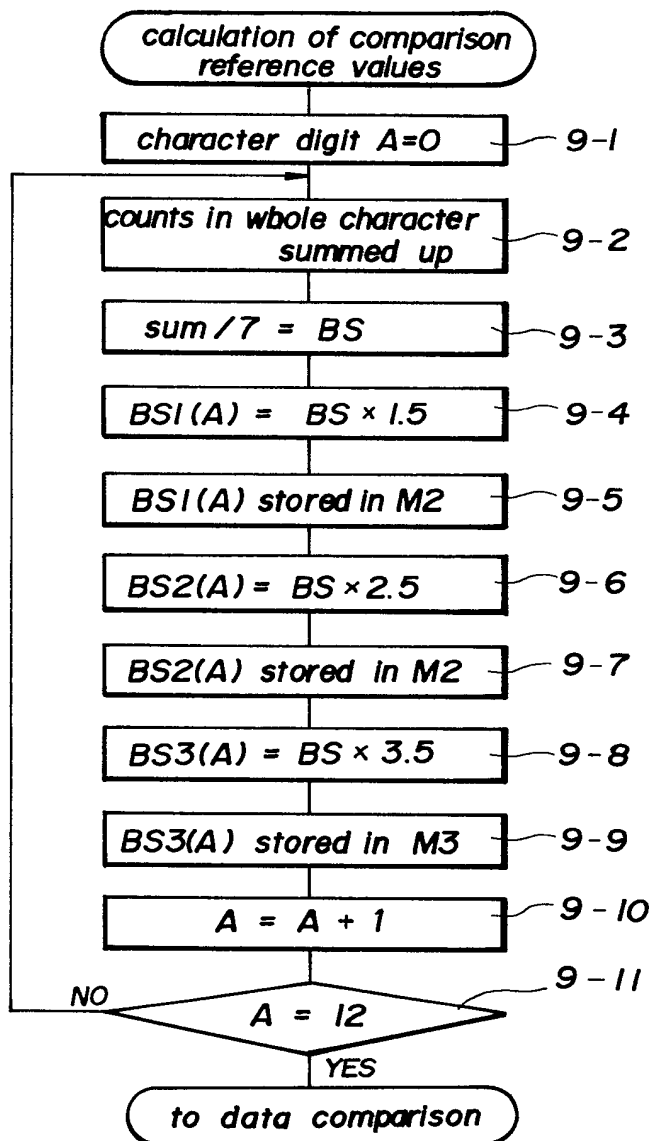 calculation of comparison
reference values
character digit A=0
9-1
counts in whole character
summed up
9-2
sum/7 = BS
9-3
BS1(A) = BS × 1.5
9-4
BS1(A) stored in M2
9-5
BS2(A) = BS × 2.5
9-6
BS2(A) stored in M2
9-7
BS3(A) = BS × 3.5
9-8
BS3(A) stored in M3
9-9
A = A + 1
9-10
9-11
NO
A = 12
YES
to data comparison